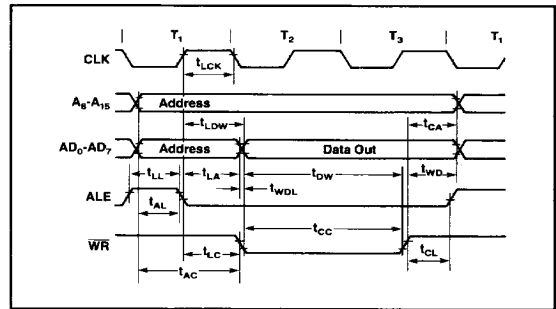 T₁ T₂ T₃ T₁
CLK
tLCK
A₈-A₁₅ Address
tLDW tCA
AD₀-AD₇ Address Data Out
tLL tLA tDW tWD
tWDL
ALE
tAL
tCC
WR
tLC tCL
tAC